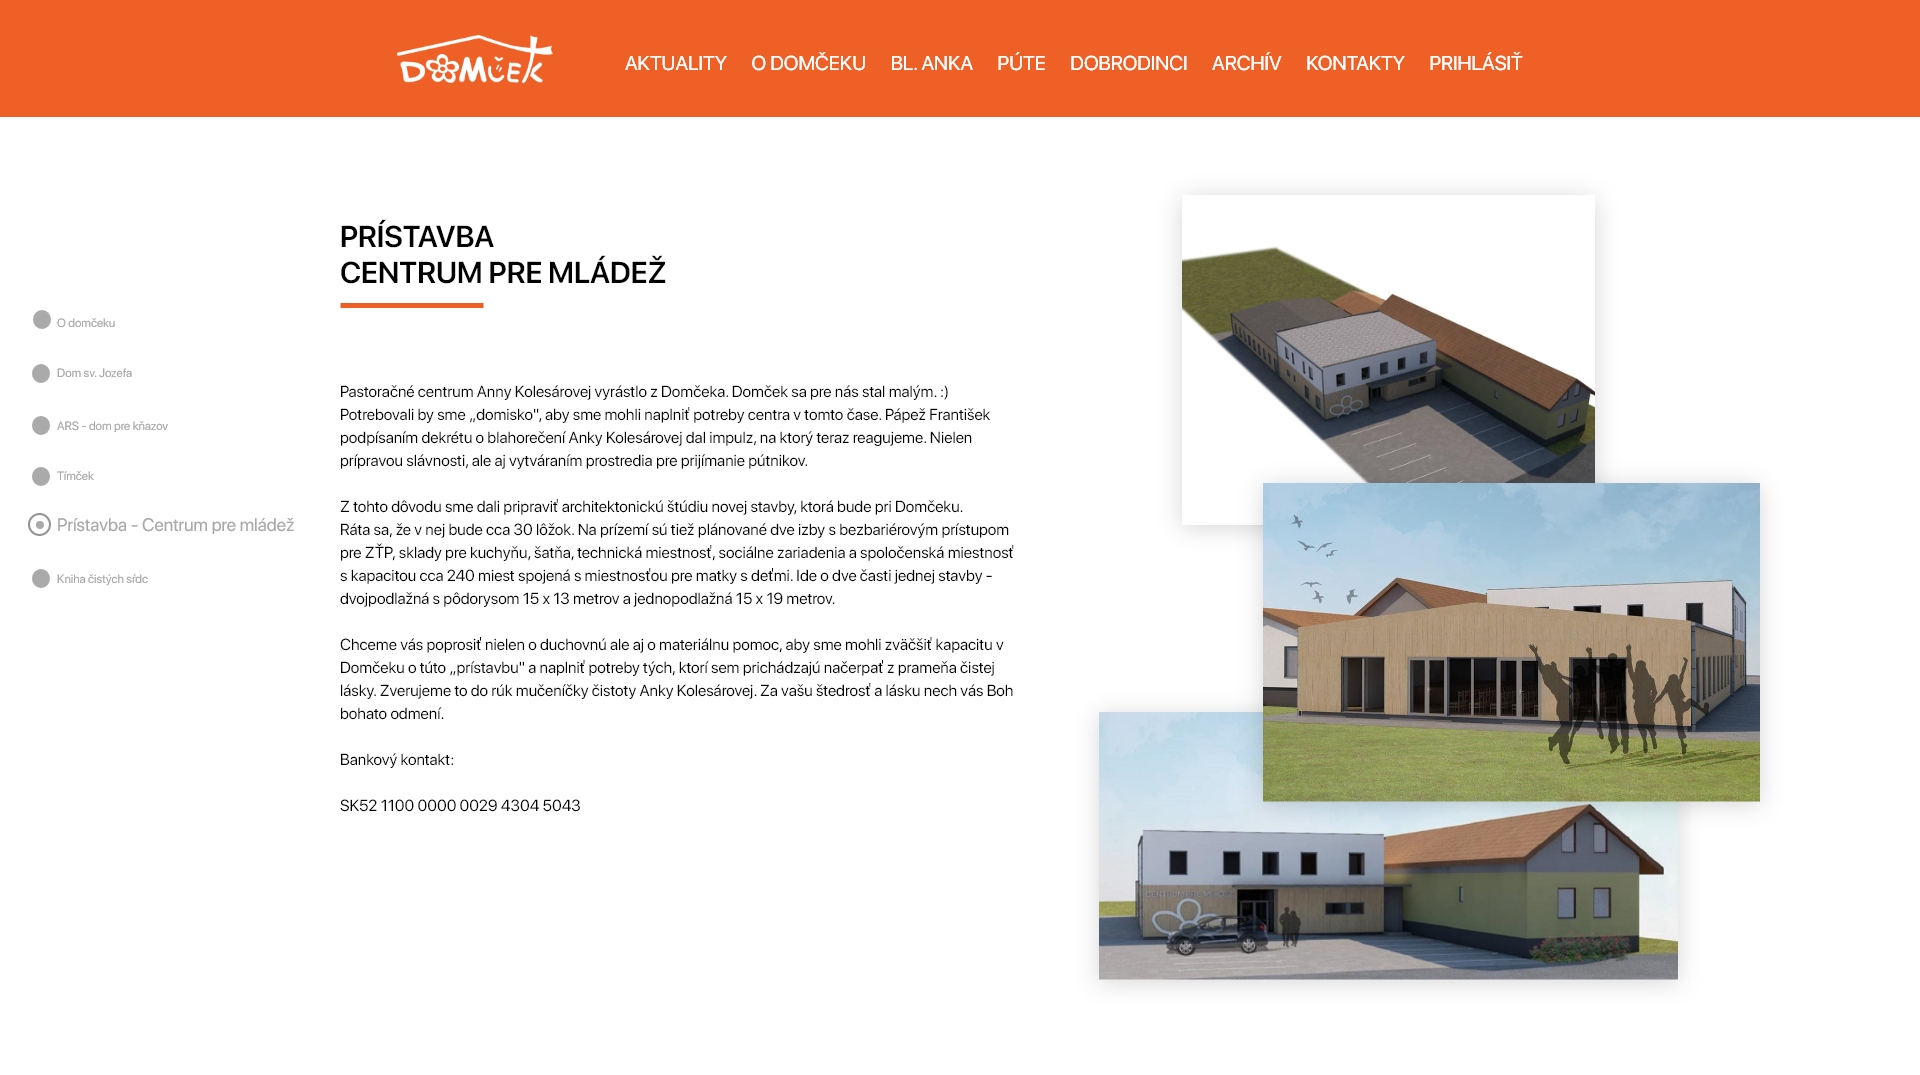 DOMČEK
AKTUALITY O DOMČEKU BL. ANKA PÚTE DOBRODINCI ARCHÍV KONTAKTY PRIHLÁSIŤ
PRÍSTAVBA
CENTRUM PRE MLÁDEŽ
O domčeku
Dom sv. Jozefa
ARS - dom pre kňazov
Tímček
Prístavba - Centrum pre mládež
Kniha čistých sŕdc
Pastoračné centrum Anny Kolesárovej vyrástlo z Domčeka. Domček sa pre nás stal malým. :)
Potrebovali by sme ,,domisko", aby sme mohli naplniť potreby centra v tomto čase. Pápež František
podpísaním dekrétu o blahorečení Anky Kolesárovej dal impulz, na ktorý teraz reagujeme. Nielen
prípravou slávnosti, ale aj vytváraním prostredia pre prijímanie pútnikov.
Z tohto dôvodu sme dali pripraviť architektonickú štúdiu novej stavby, ktorá bude pri Domčeku.
Ráta sa, že v nej bude cca 30 lôžok. Na prízemí sú tiež plánované dve izby s bezbariérovým prístupom
pre ZŤP, sklady pre kuchyňu, šatňa, technická miestnosť, sociálne zariadenia a spoločenská miestnosť
s kapacitou cca 240 miest spojená s miestnosťou pre matky s deťmi. Ide o dve časti jednej stavby -
dvojpodlažná s pôdorysom 15 x 13 metrov a jednopodlažná 15 x 19 metrov.
Chceme vás poprosiť nielen o duchovnú ale aj o materiálnu pomoc, aby sme mohli zväčšiť kapacitu v
Domčeku o túto ,,prístavbu" a naplniť potreby tých, ktorí sem prichádzajú načerpať z prameňa čistej
lásky. Zverujeme to do rúk mučeníčky čistoty Anky Kolesárovej. Za vašu štedrosť a lásku nech vás Boh
bohato odmení.
Bankový kontakt:
SK52 1100 0000 0029 4304 5043